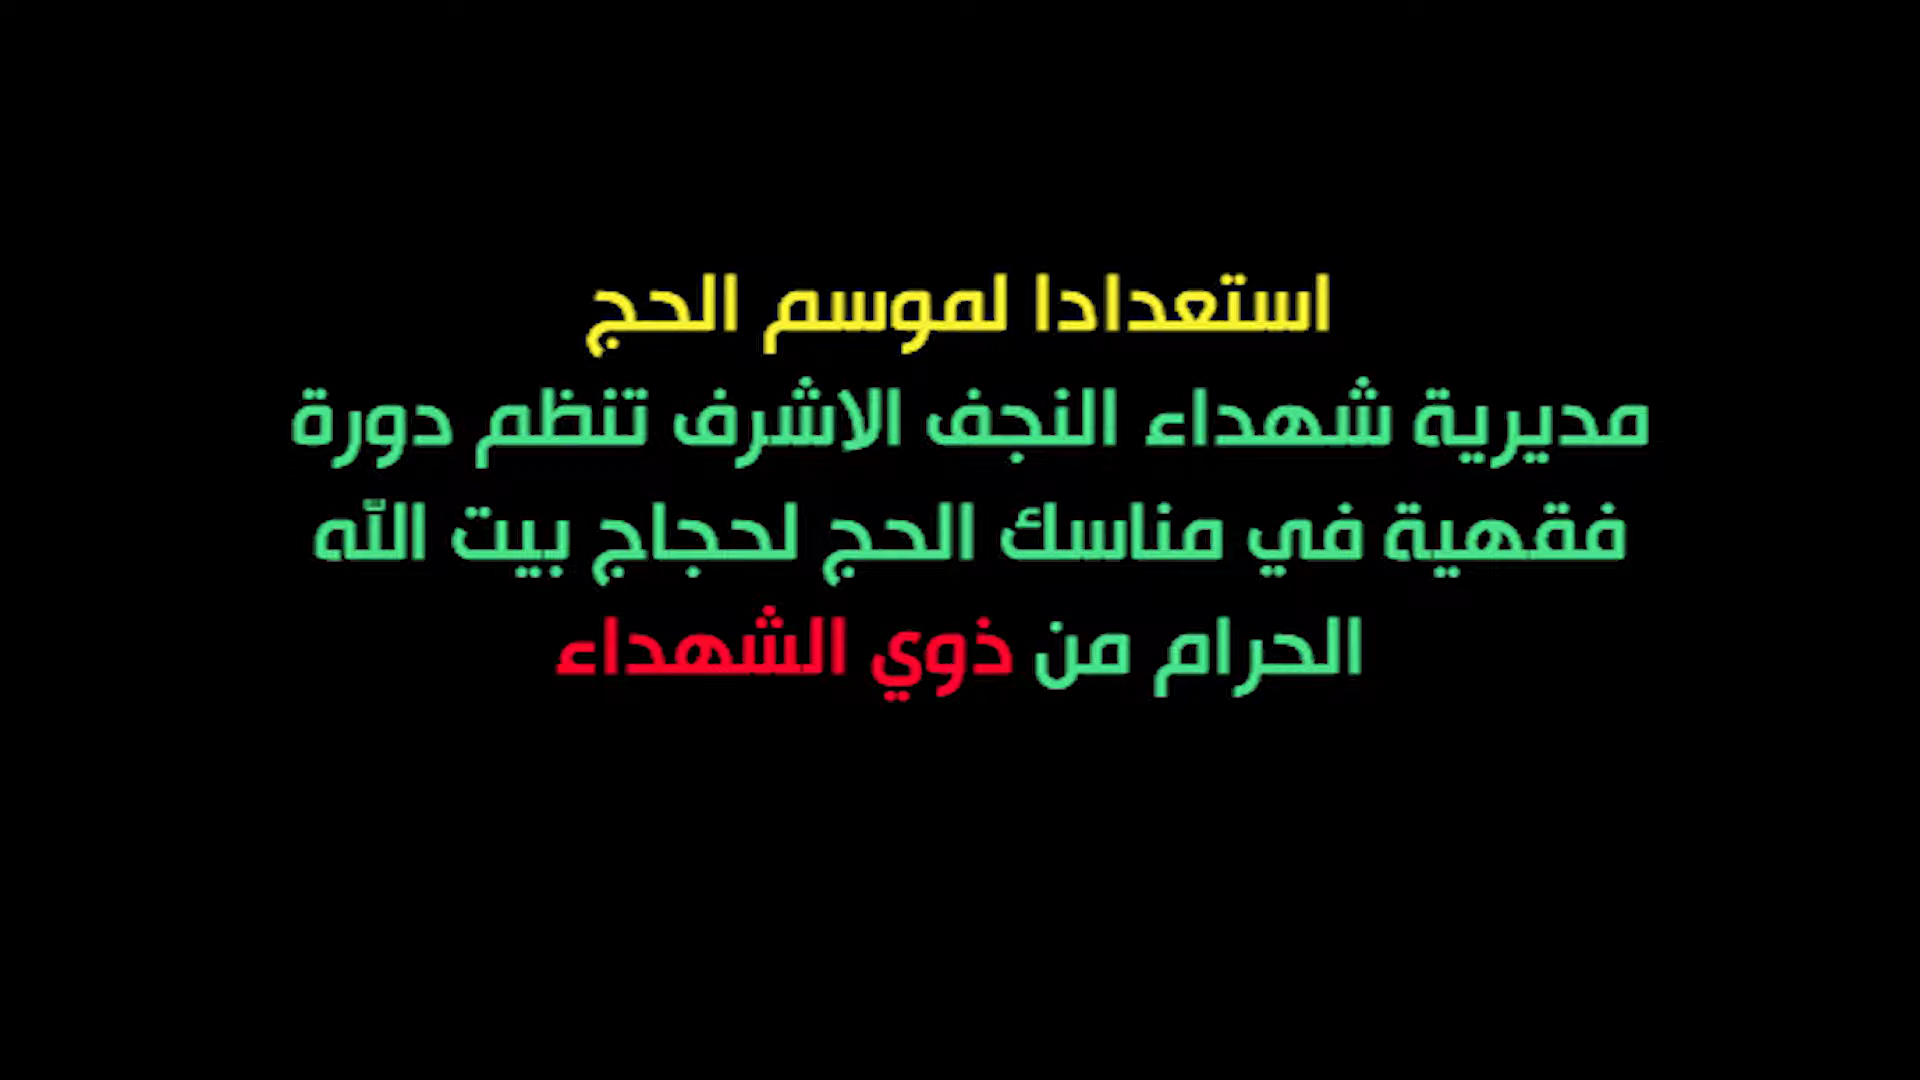 استعدادا لموسم الحج
مديرية شهداء النجف الاشرف تنظم دورة
فقهية في مناسك الحج لحجاج بيت الله
الحرام من ذوي الشهداء